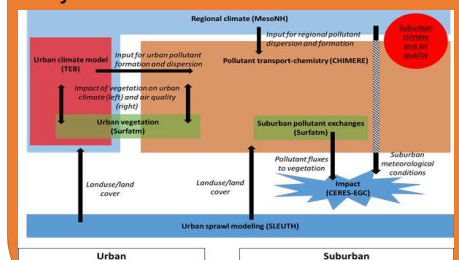 Regional climate (MesoNH)
Suburban
climate
and air
quality
Urban climate model
(TEB)
Input for urban pollutant
formation and dispersion
Input for regional pollutant
dispersion and formation
Pollutant transport-chemistry (CHIMERE)
Impact of vegetation on urban
climate (left) and air quality
(right)
Urban vegetation
(Surfatm)
Suburban pollutant exchanges
(Surfatm)
Pollutant fluxes
to vegetation
Suburban
meteorological
conditions
Landuse/land
cover
Landuse/land
cover
Impact
(CERES-EGC)
Urban sprawl modeling (SLEUTH)
Urban
Suburban